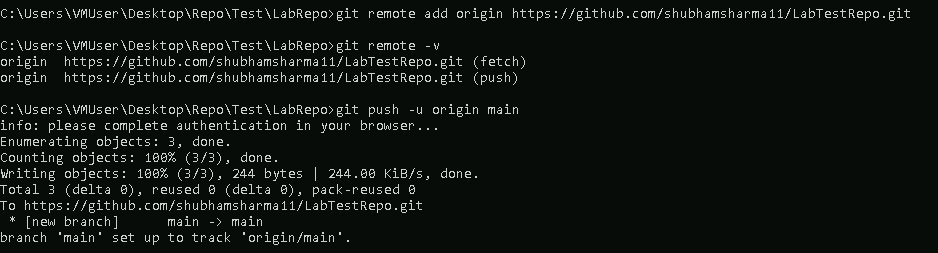 C:\Users\VMUser\Desktop\Repo\Test\LabRepo>git remote add origin https://github.com/shubhamsharma11/LabTestRepo.git
C:\Users\VMUser\Desktop\Repo\Test\LabRepo>git remote -v
origin  https://github.com/shubhamsharma11/LabTestRepo.git (fetch)
origin  https://github.com/shubhamsharma11/LabTestRepo.git (push)
C:\Users\VMUser\Desktop\Repo\Test\LabRepo>git push -u origin main
info: please complete authentication in your browser...
Enumerating objects: 3, done.
Counting objects: 100% (3/3), done.
Writing objects: 100% (3/3), 244 bytes | 244.00 KiB/s, done.
Total 3 (delta 0), reused 0 (delta 0), pack-reused 0
To https://github.com/shubhamsharma11/LabTestRepo.git
 * [new branch]      main -> main
branch 'main' set up to track 'origin/main'.